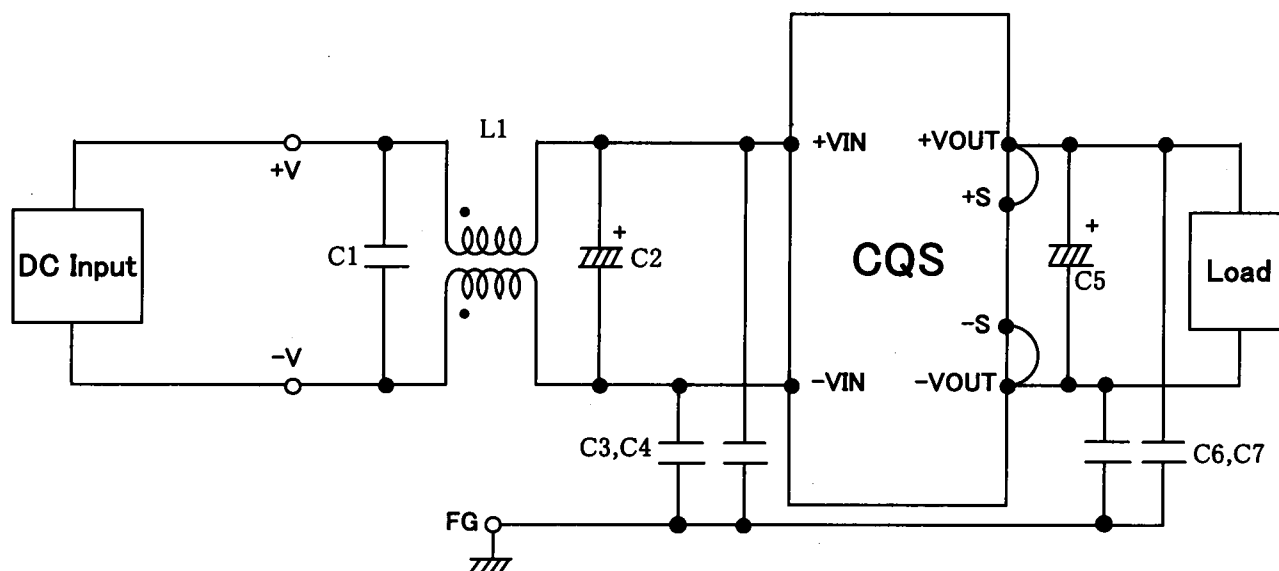 L1
+V
+VIN
+VOUT
+S
DC Input
C1
+
C2
CQS
+
C5
Load
-S
-V
-VIN
-VOUT
C3,C4
C6,C7
FG